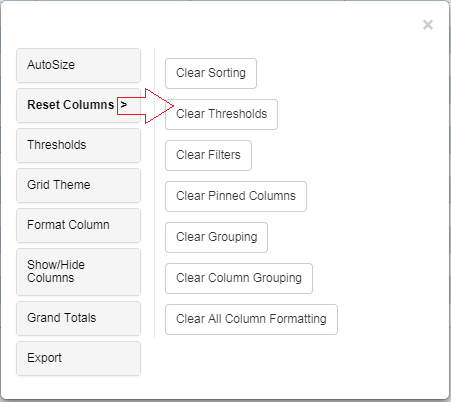 ×
AutoSize
Reset Columns >
Thresholds
Grid Theme
Format Column
Show/Hide
Columns
Grand Totals
Export
Clear Sorting
Clear Thresholds
Clear Filters
Clear Pinned Columns
Clear Grouping
Clear Column Grouping
Clear All Column Formatting